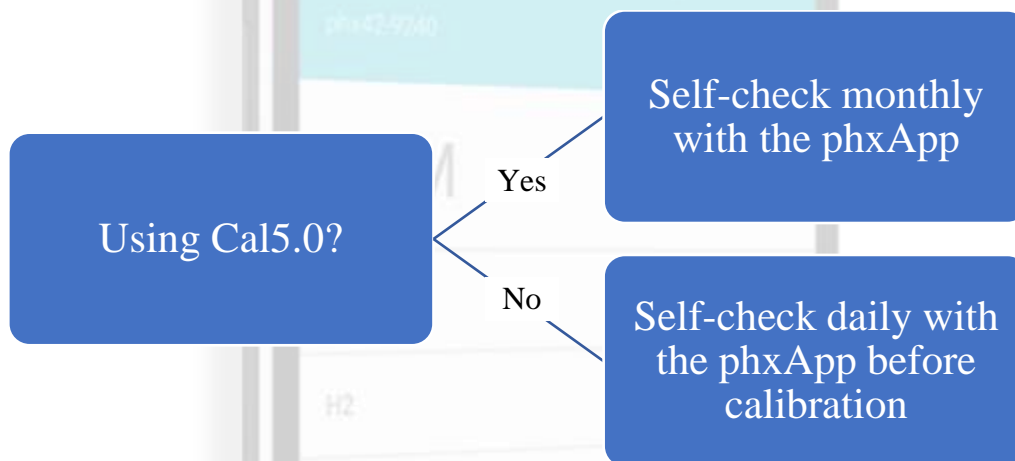 phx42-9240
Self-check monthly
with the phxApp
Yes
Using Cal5.0?
No
Self-check daily with
the phxApp before
calibration
H2